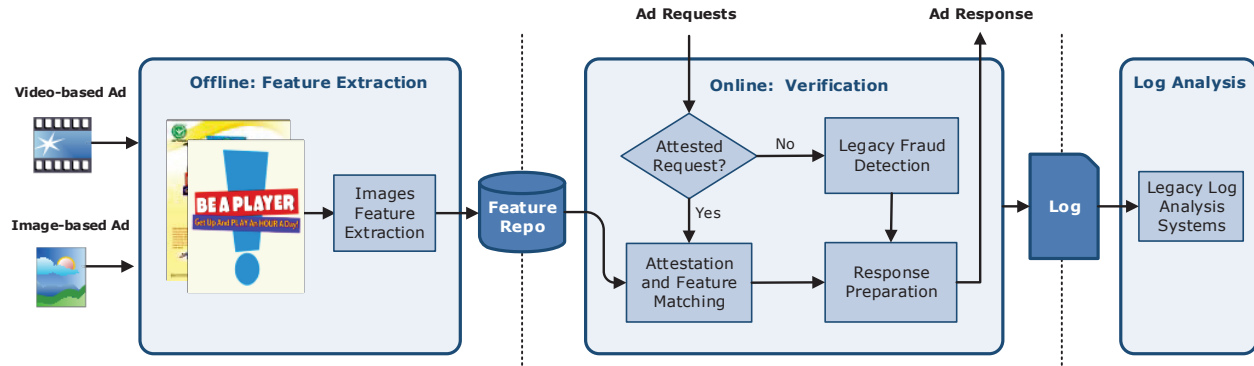 Ad Requests
Ad Response
Offline: Feature Extraction
Online: Verification
Log Analysis
Video-based Ad
Image-based Ad
BE A PLAYER
Get Up And PLAY An HOUR A Day!
Images
Feature
Extraction
Feature
Repo
Attested
Request?
No
Yes
Legacy Fraud
Detection
Attestation
and Feature
Matching
Response
Preparation
Log
Legacy Log
Analysis
Systems